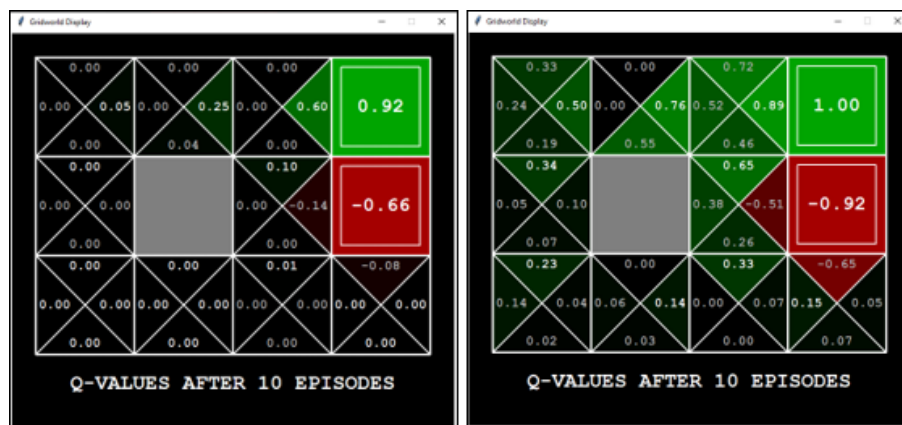 Gridworld Display
0.00 0.00 0.00
0.00 0.05 0.00 0.25 0.00 0.60 0.92
0.00 0.04 0.00
0.00 0.10
0.00 0.00 0.00 -0.14 -0.66
0.00 0.00
0.00 0.00 0.01 -0.08
0.00 0.00 0.00 0.00 0.00 0.00 0.00 0.00
0.00 0.00 0.00 0.00
Q-VALUES AFTER 10 EPISODES
Gridworld Display
0.33 0.00 0.72
0.24 0.50 0.00 0.76 0.52 0.89 1.00
0.19 0.55 0.46
0.34 0.65
0.05 0.10 0.38 -0.51 -0.92
0.07 0.26
0.23 0.00 0.33 -0.65
0.14 0.04 0.06 0.14 0.00 0.07 0.15 0.05
0.02 0.03 0.00 0.07
Q-VALUES AFTER 10 EPISODES